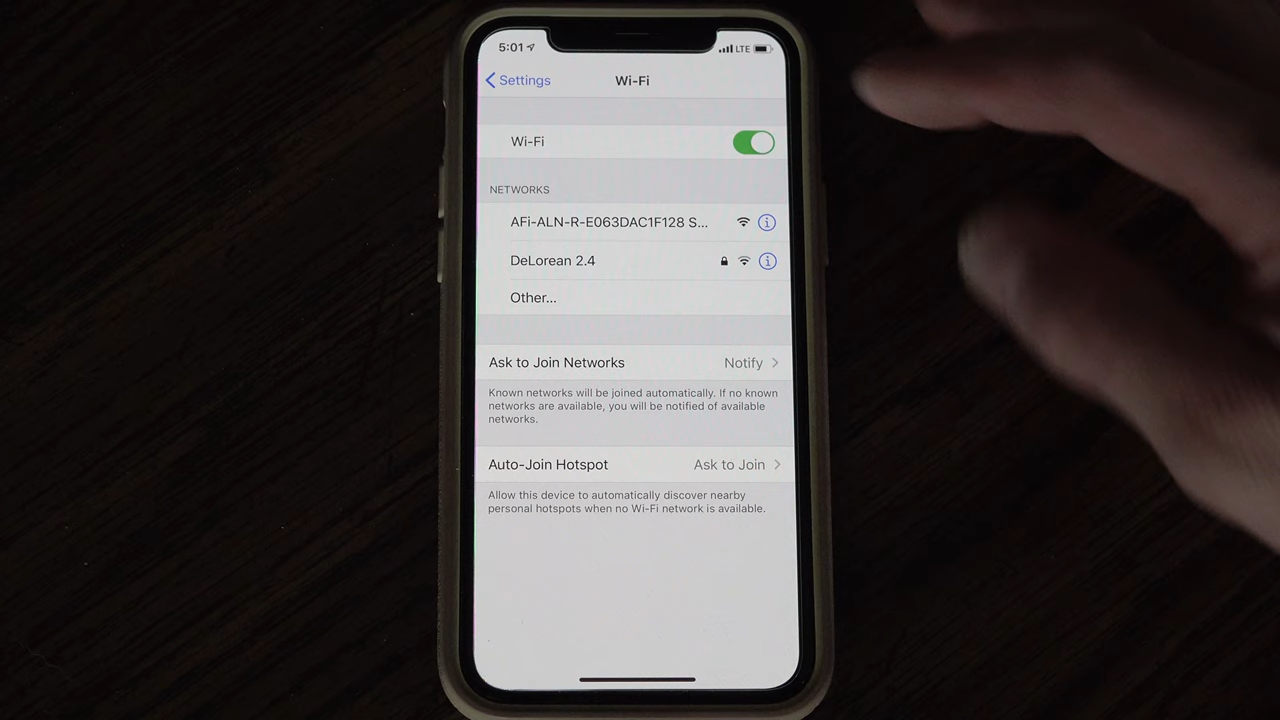 5:01
LTE
Settings
Wi-Fi
Wi-Fi
NETWORKS
AFi-ALN-R-E063DAC1F128 S...
DeLorean 2.4
Other...
Ask to Join Networks Notify
Known networks will be joined automatically. If no known
networks are available, you will be notified of available
networks.
Auto-Join Hotspot Ask to Join
Allow this device to automatically discover nearby
personal hotspots when no Wi-Fi network is available.